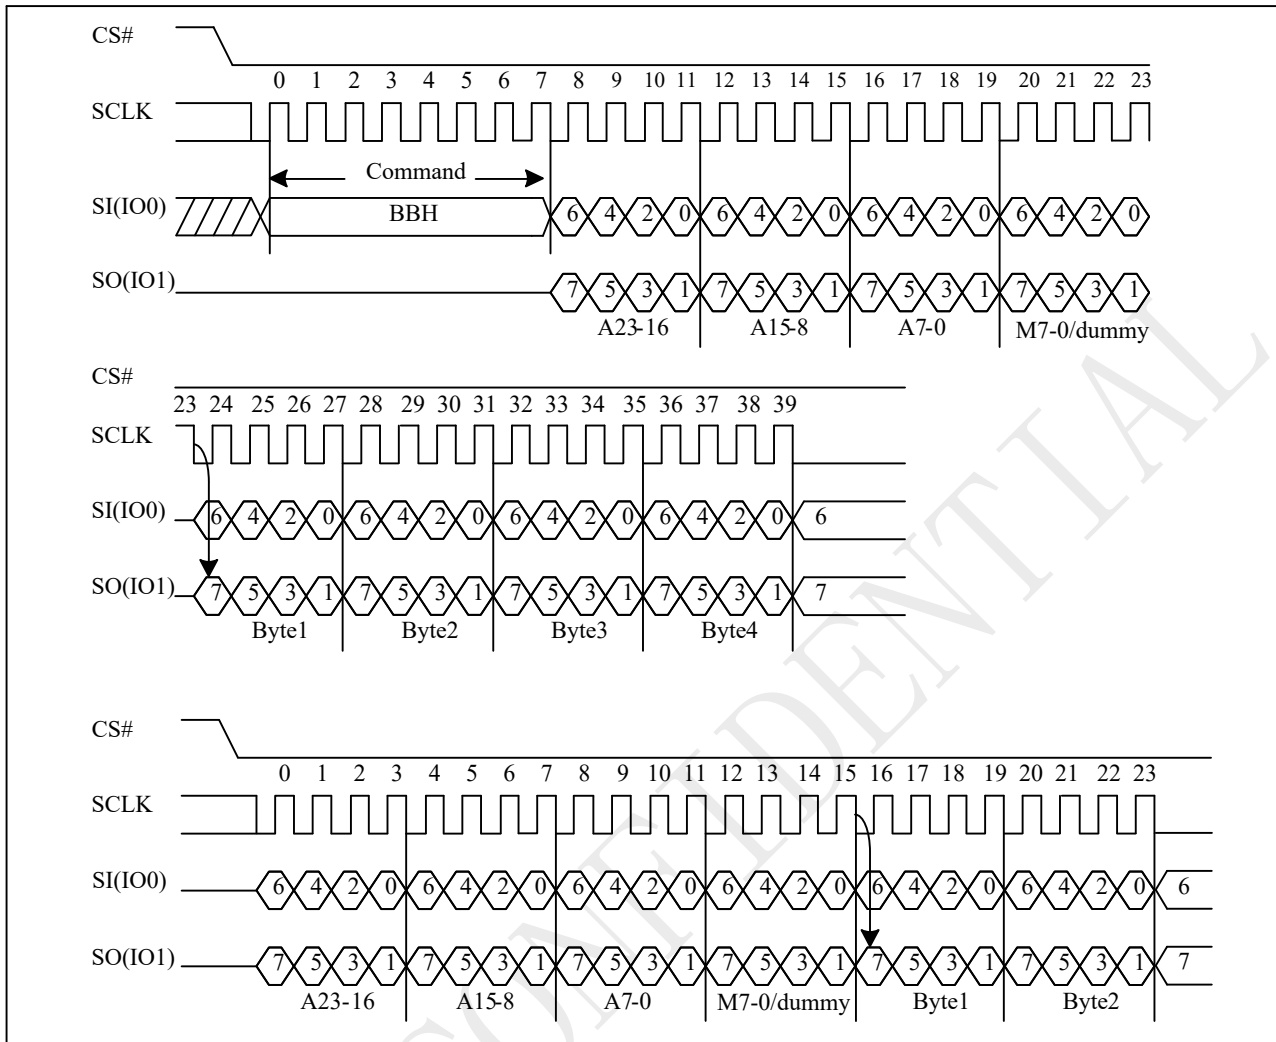 CS#
0 1 2 3 4 5 6 7 8 9 10 11 12 13 14 15 16 17 18 19 20 21 22 23
SCLK
Command
SI(IO0) BBH 6 4 2 0 6 4 2 0 6 4 2 0 6 4 2 0
SO(IO1) 7 5 3 1 7 5 3 1 7 5 3 1 7 5 3 1
A23-16 A15-8 A7-0 M7-0/dummy
CS#
23 24 25 26 27 28 29 30 31 32 33 34 35 36 37 38 39
SCLK
SI(IO0) 6 4 2 0 6 4 2 0 6 4 2 0 6 4 2 0 6
SO(IO1) 7 5 3 1 7 5 3 1 7 5 3 1 7 5 3 1 7
Byte1 Byte2 Byte3 Byte4
CS#
0 1 2 3 4 5 6 7 8 9 10 11 12 13 14 15 16 17 18 19 20 21 22 23
SCLK
SI(IO0) 6 4 2 0 6 4 2 0 6 4 2 0 6 4 2 0 6 4 2 0 6 4 2 0 6
SO(IO1) 7 5 3 1 7 5 3 1 7 5 3 1 7 5 3 1 7 5 3 1 7 5 3 1 7
A23-16 A15-8 A7-0 M7-0/dummy Byte1 Byte2
CONFIDENTIAL